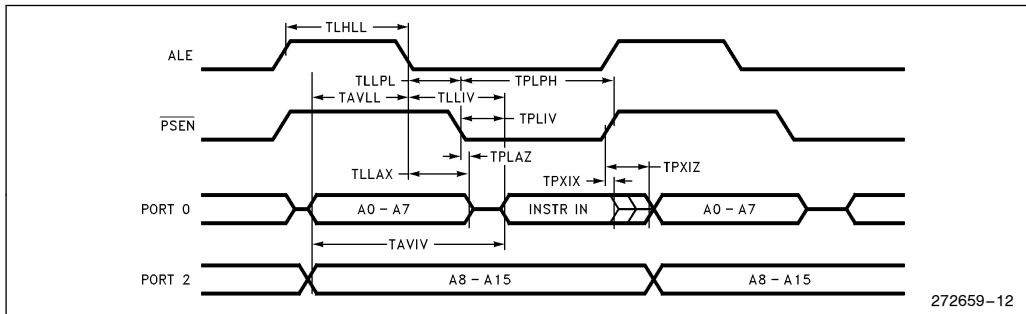 TLHLL
ALE
TLLPL TPLPH
TAVLL TLLIV
PSEN TPLIV
TPLAZ
TLLAX TPXIZ
TPXIX
PORT 0 A0 – A7 INSTR IN A0 – A7
TAVIV
PORT 2 A8 – A15 A8 – A15
272659–12